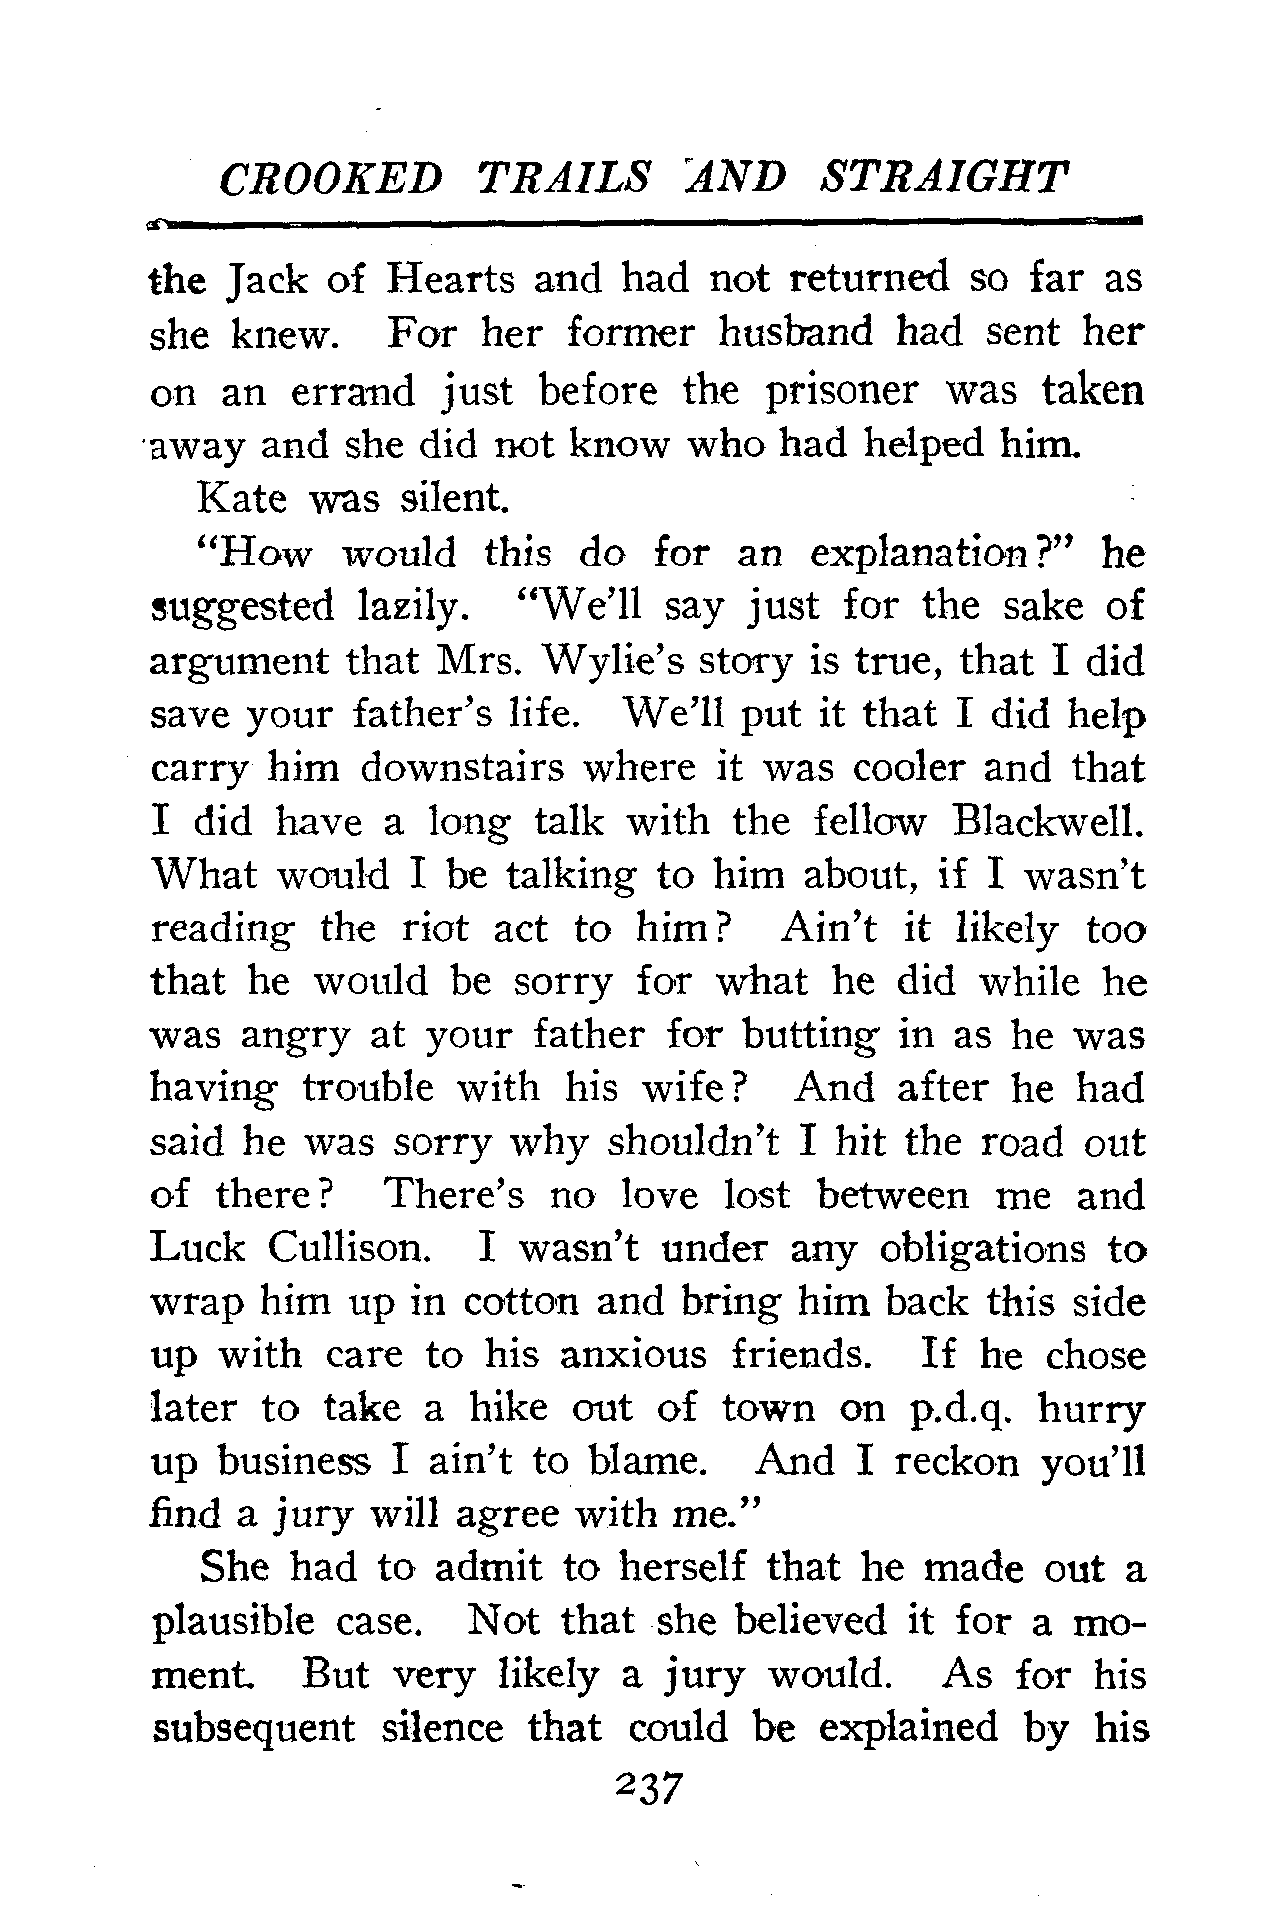 CROOKED TRAILS AND STRAIGHT
the Jack of Hearts and had not returned so far as
she knew. For her former husband had sent her
on an errand just before the prisoner was taken
away and she did not know who had helped him.
Kate was silent.
“How would this do for an explanation?” he
suggested lazily. “We’ll say just for the sake of
argument that Mrs. Wylie’s story is true, that I did
save your father’s life. We’ll put it that I did help
carry him downstairs where it was cooler and that
I did have a long talk with the fellow Blackwell.
What would I be talking to him about, if I wasn’t
reading the riot act to him? Ain’t it likely too
that he would be sorry for what he did while he
was angry at your father for butting in as he was
having trouble with his wife? And after he had
said he was sorry why shouldn’t I hit the road out
of there? There’s no love lost between me and
Luck Cullison. I wasn’t under any obligations to
wrap him up in cotton and bring him back this side
up with care to his anxious friends. If he chose
later to take a hike out of town on p.d.q. hurry
up business I ain’t to blame. And I reckon you’ll
find a jury will agree with me.”
She had to admit to herself that he made out a
plausible case. Not that she believed it for a mo-
ment. But very likely a jury would. As for his
subsequent silence that could be explained by his
237